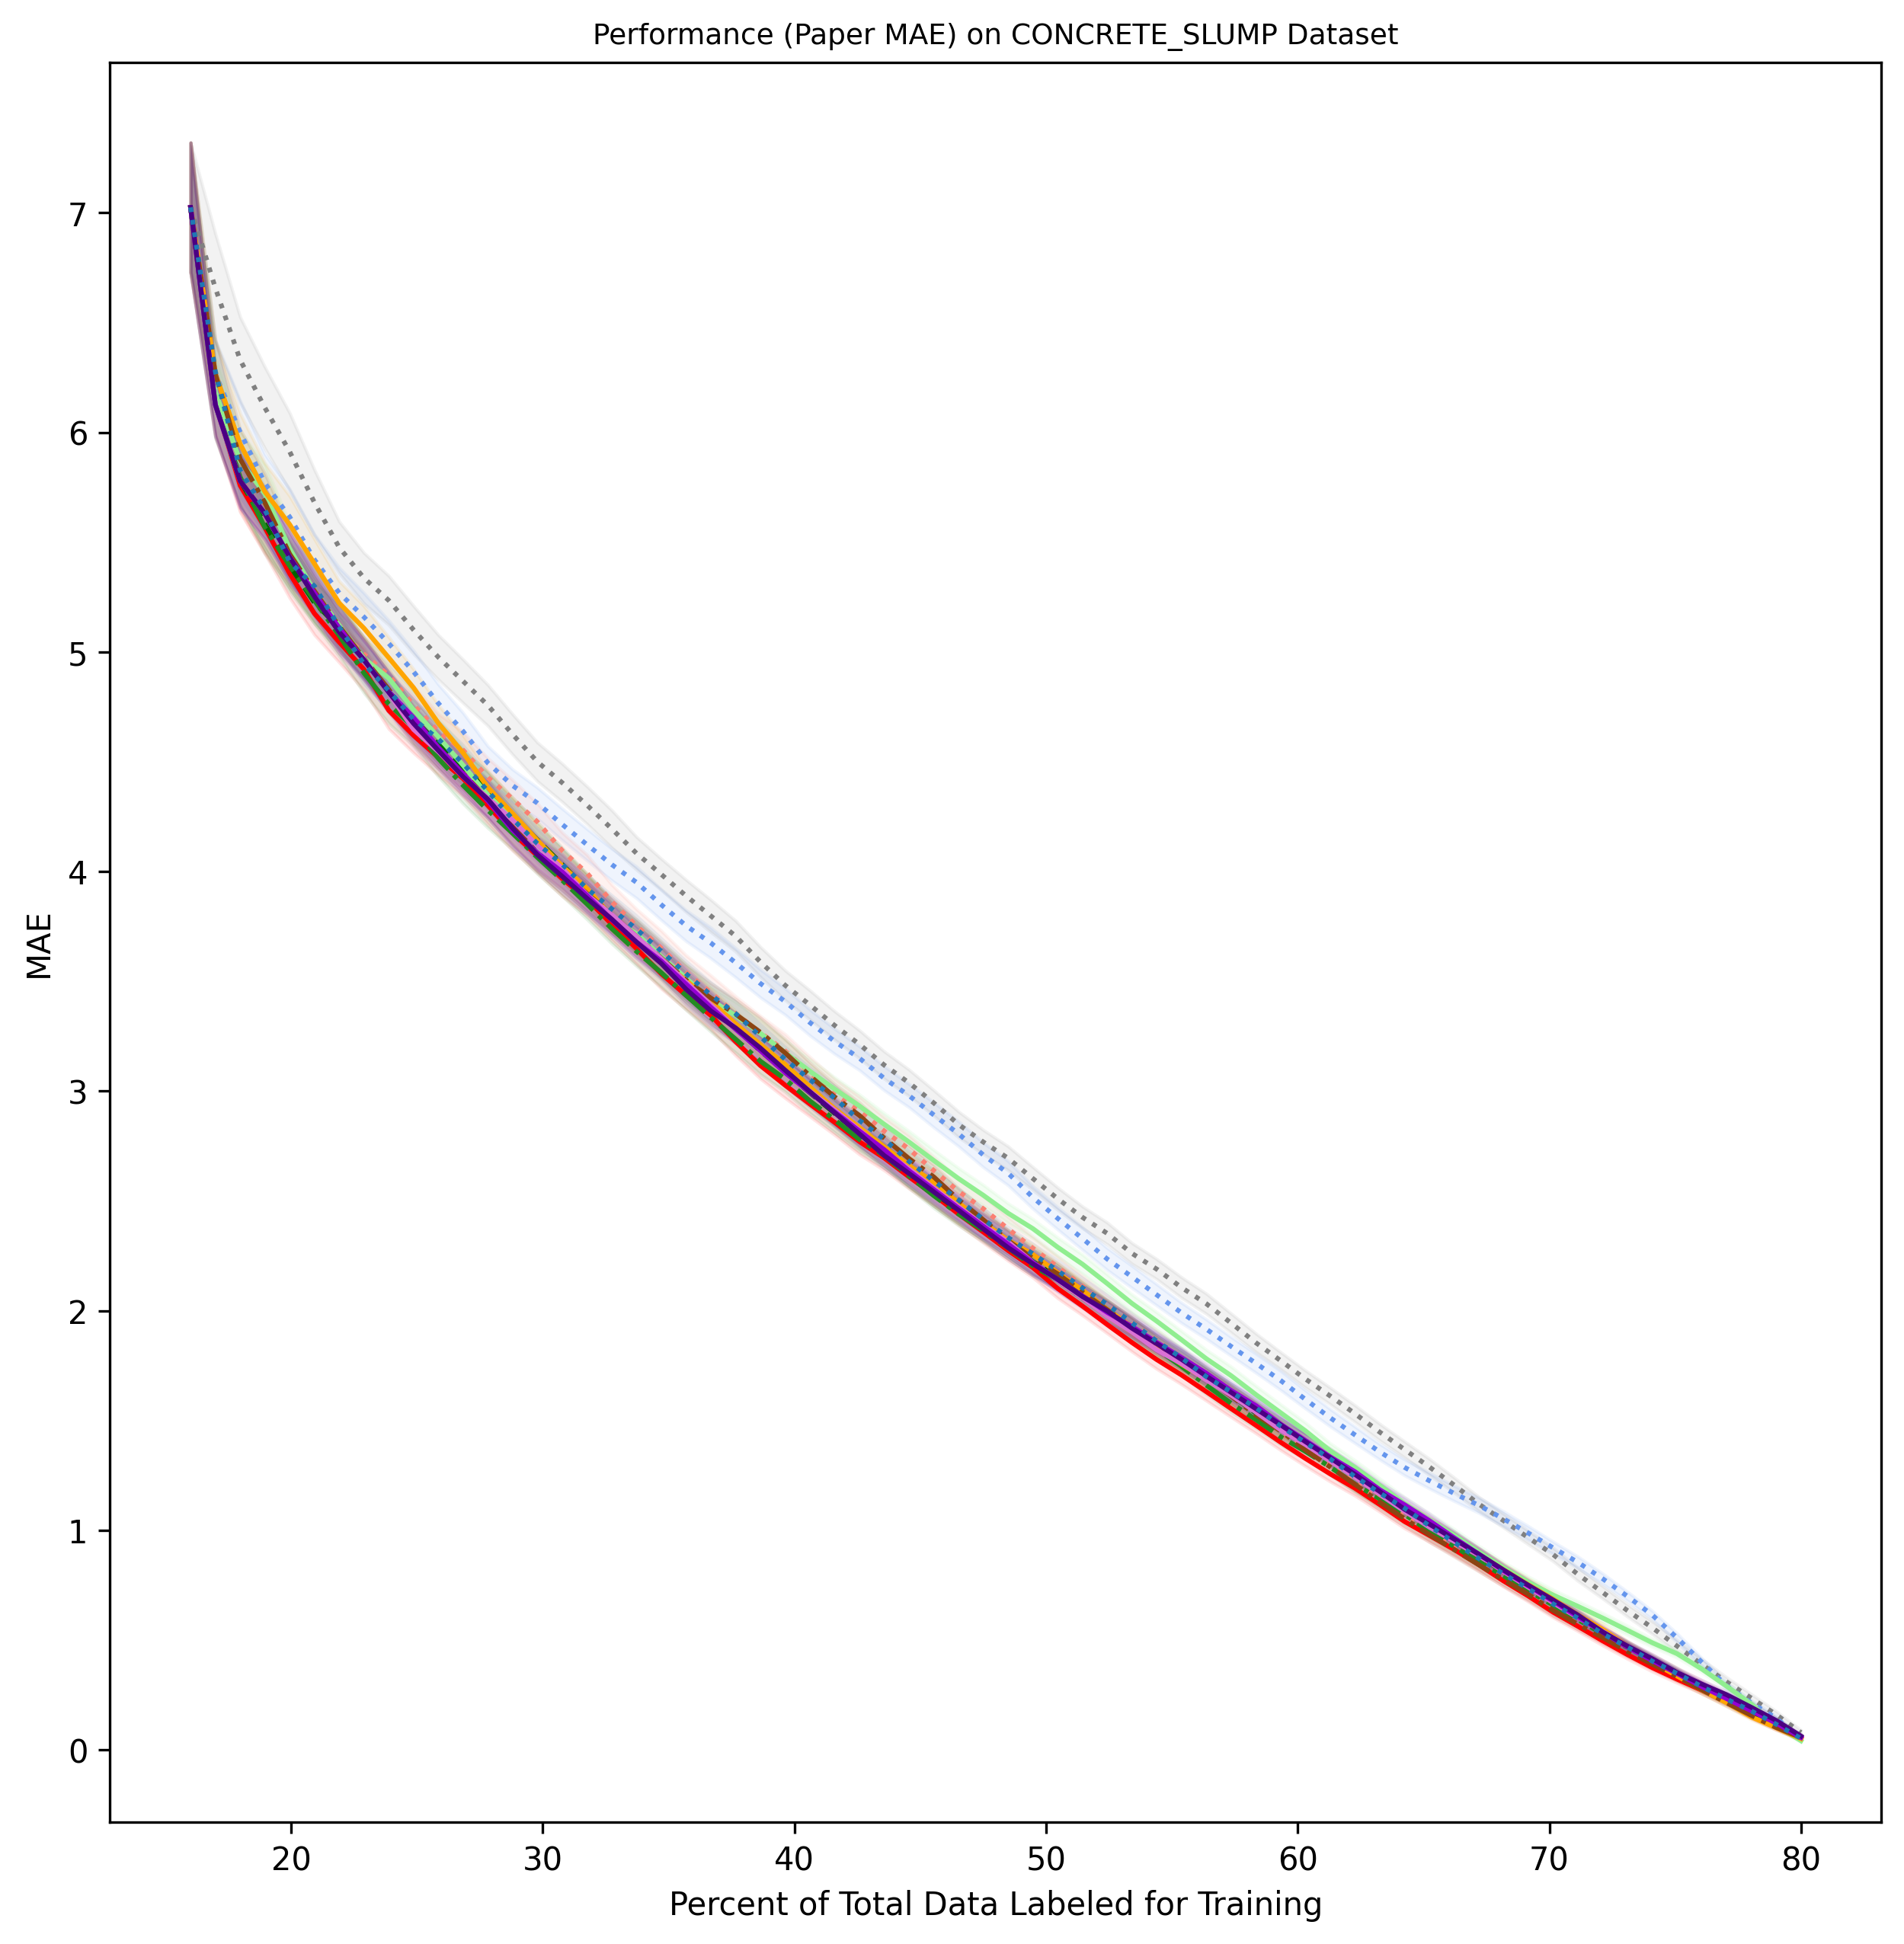 Performance (Paper MAE) on CONCRETE_SLUMP Dataset
7
6
5
4
3
2
1
0
MAE
20 30 40 50 60 70 80
Percent of Total Data Labeled for Training